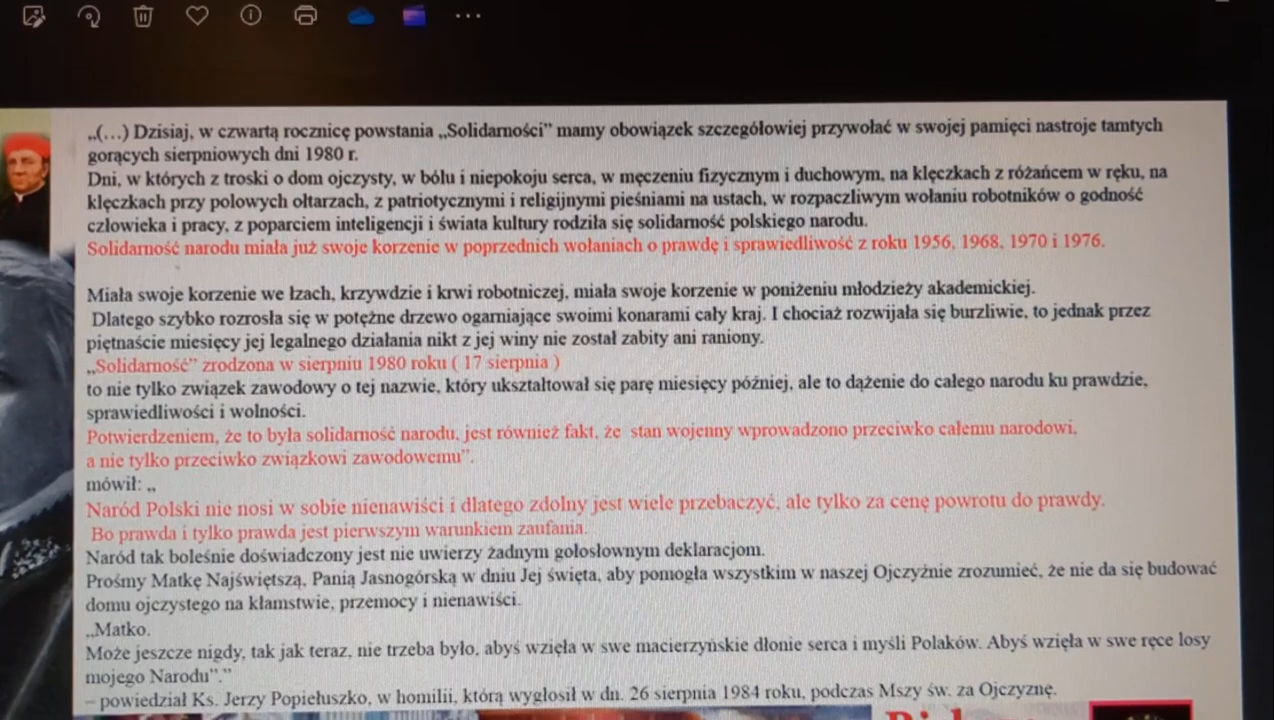 „(…) Dzisiaj, w czwartą rocznicę powstania „Solidarności” mamy obowiązek szczegółowiej przywołać w swojej pamięci nastroje tamtych
gorących sierpniowych dni 1980 r.
Dni, w których z troski o dom ojczysty, w bólu i niepokoju serca, w męczeniu fizycznym i duchowym, na klęczkach z różańcem w ręku, na
klęczkach przy polowych ołtarzach, z patriotycznymi i religijnymi pieśniami na ustach, w rozpaczliwym wołaniu robotników o godność
człowieka i pracy, z poparciem inteligencji i świata kultury rodziła się solidarność polskiego narodu.
Solidarność narodu miała już swoje korzenie w poprzednich wołaniach o prawdę i sprawiedliwość z roku 1956, 1968, 1970 i 1976.
Miała swoje korzenie we łzach, krzywdzie i krwi robotniczej, miała swoje korzenie w poniżeniu młodzieży akademickiej.
Dlatego szybko rozrosła się w potężne drzewo ogarniające swoimi konarami cały kraj. I chociaż rozwijała się burzliwie, to jednak przez
piętnaście miesięcy jej legalnego działania nikt z jej winy nie został zabity ani raniony.
„Solidarność” zrodzona w sierpniu 1980 roku ( 17 sierpnia )
to nie tylko związek zawodowy o tej nazwie, który ukształtował się parę miesięcy później, ale to dążenie do całego narodu ku prawdzie,
sprawiedliwości i wolności.
Potwierdzeniem, że to była solidarność narodu, jest również fakt, że stan wojenny wprowadzono przeciwko całemu narodowi,
a nie tylko przeciwko związkowi zawodowemu”.
mówił: „
Naród Polski nie nosi w sobie nienawiści i dlatego zdolny jest wiele przebaczyć, ale tylko za cenę powrotu do prawdy.
Bo prawda i tylko prawda jest pierwszym warunkiem zaufania.
Naród tak boleśnie doświadczony jest nie uwierzy żadnym gołosłownym deklaracjom.
Prośmy Matkę Najświętszą, Panią Jasnogórską w dniu Jej święta, aby pomogła wszystkim w naszej Ojczyźnie zrozumieć, że nie da się budować
domu ojczystego na kłamstwie, przemocy i nienawiści.
„Matko.
Może jeszcze nigdy, tak jak teraz, nie trzeba było, abyś wzięła w swe macierzyńskie dłonie serca i myśli Polaków. Abyś wzięła w swe ręce losy
mojego Narodu”.”
– powiedział Ks. Jerzy Popiełuszko, w homilii, którą wygłosił w dn. 26 sierpnia 1984 roku, podczas Mszy św. za Ojczyznę.